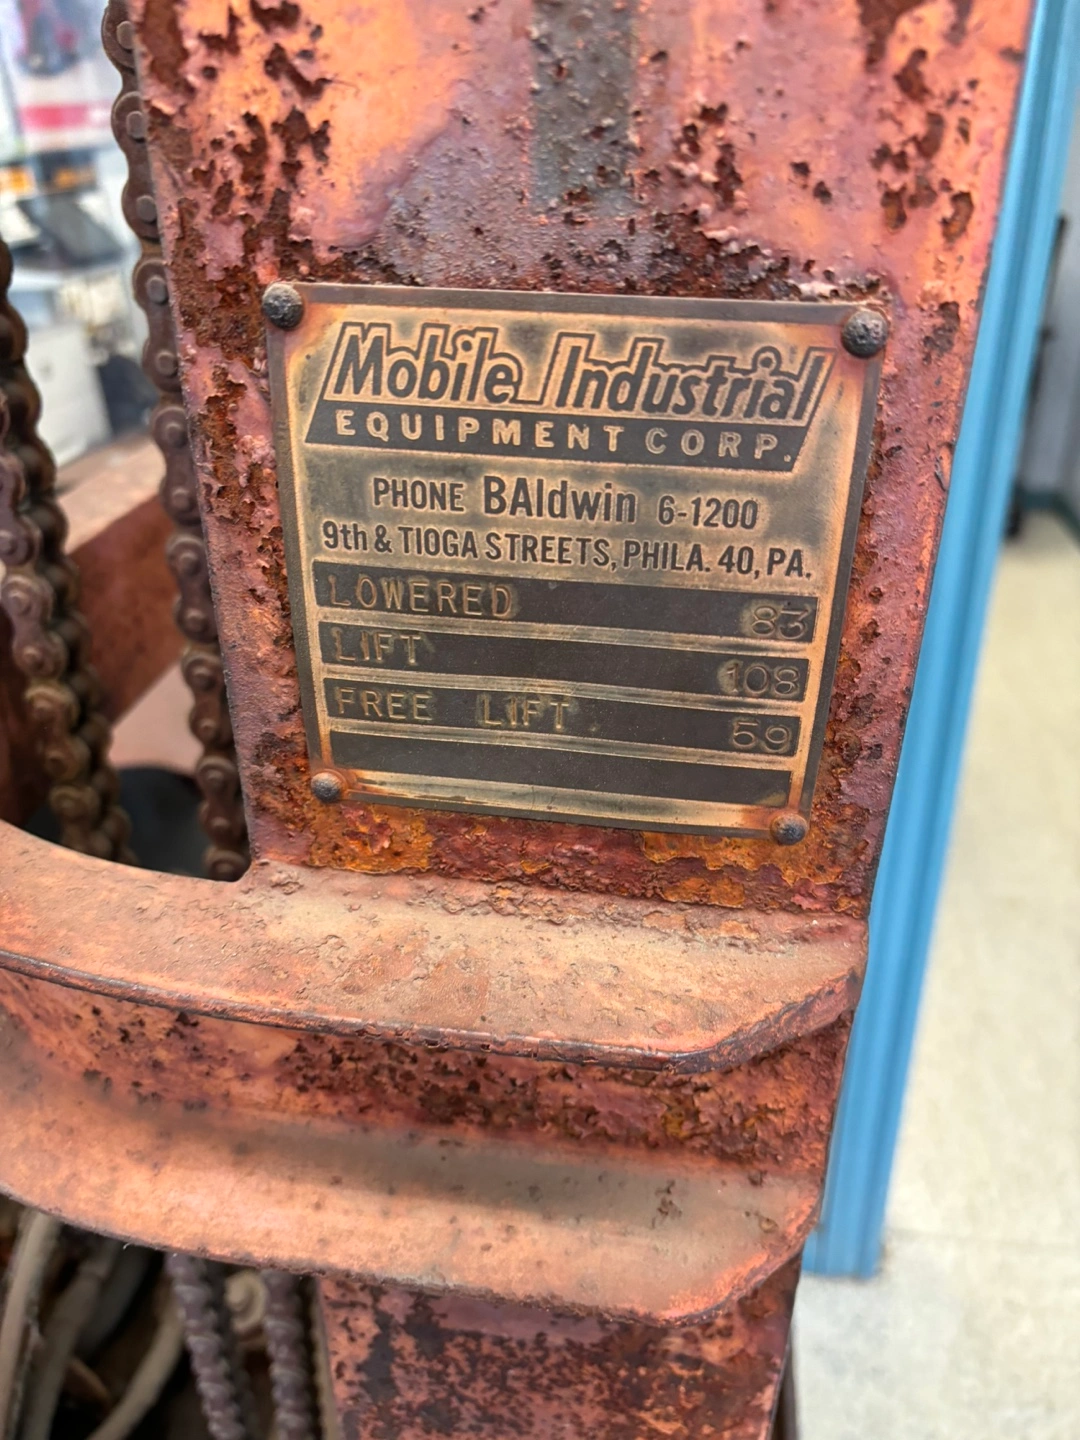 Mobile Industrial
EQUIPMENT CORP.
PHONE BAldwin 6-1200
9th & TIOGA STREETS, PHILA. 40, PA.
LOWERED 83
LIFT 108
FREE LIFT 59